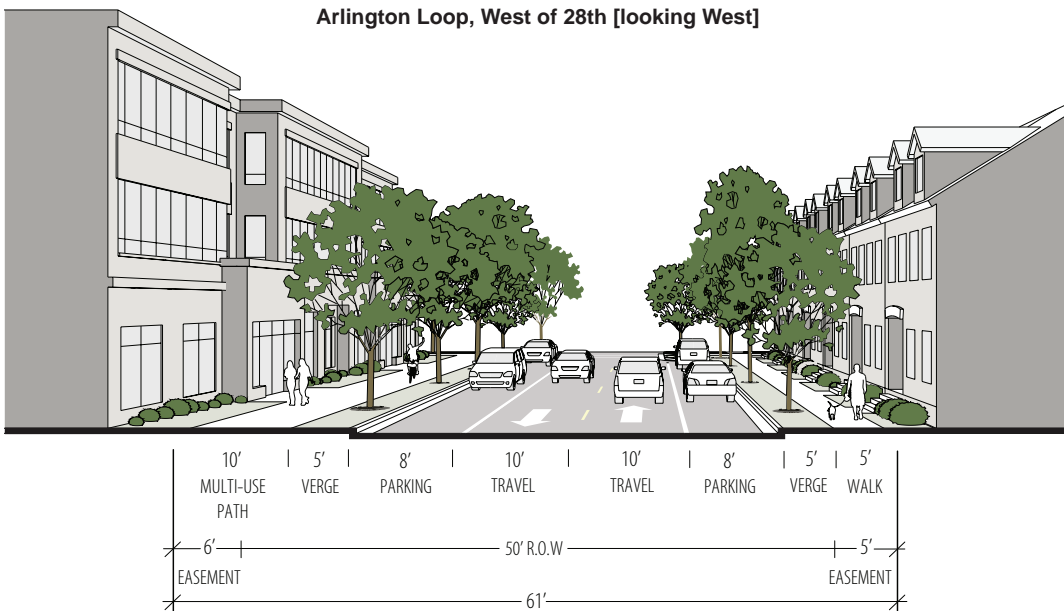 Arlington Loop, West of 28th [looking West]
10’ 5’ 8’ 10’ 10’ 8’ 5’ 5’
MULTI-USE VERGE PARKING TRAVEL TRAVEL PARKING VERGE WALK
PATH
6’ 50’ R.O.W 5’
EASEMENT EASEMENT
61’